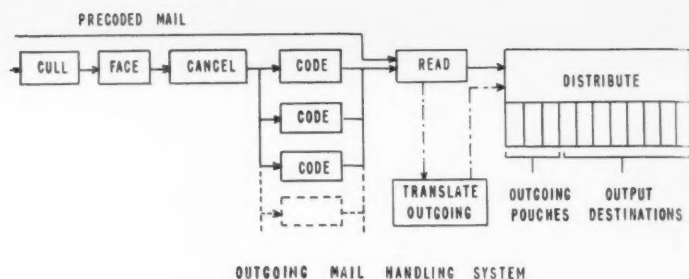 PRECODED MAIL
CULL
FACE
CANCEL
CODE
READ
DISTRIBUTE
CODE
CODE
TRANSLATE
OUTGOING
OUTGOING
POUCHES
OUTPUT
DESTINATIONS
OUTGOING MAIL HANDLING SYSTEM